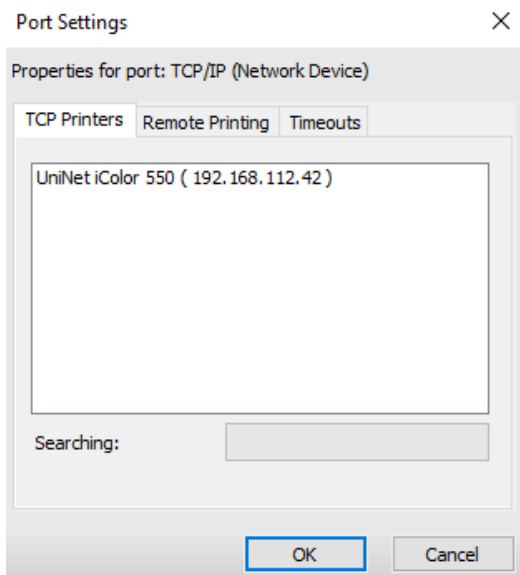 Port Settings
Properties for port: TCP/IP (Network Device)
TCP Printers Remote Printing Timeouts
UniNet iColor 550 ( 192.168.112.42 )
Searching:
OK Cancel